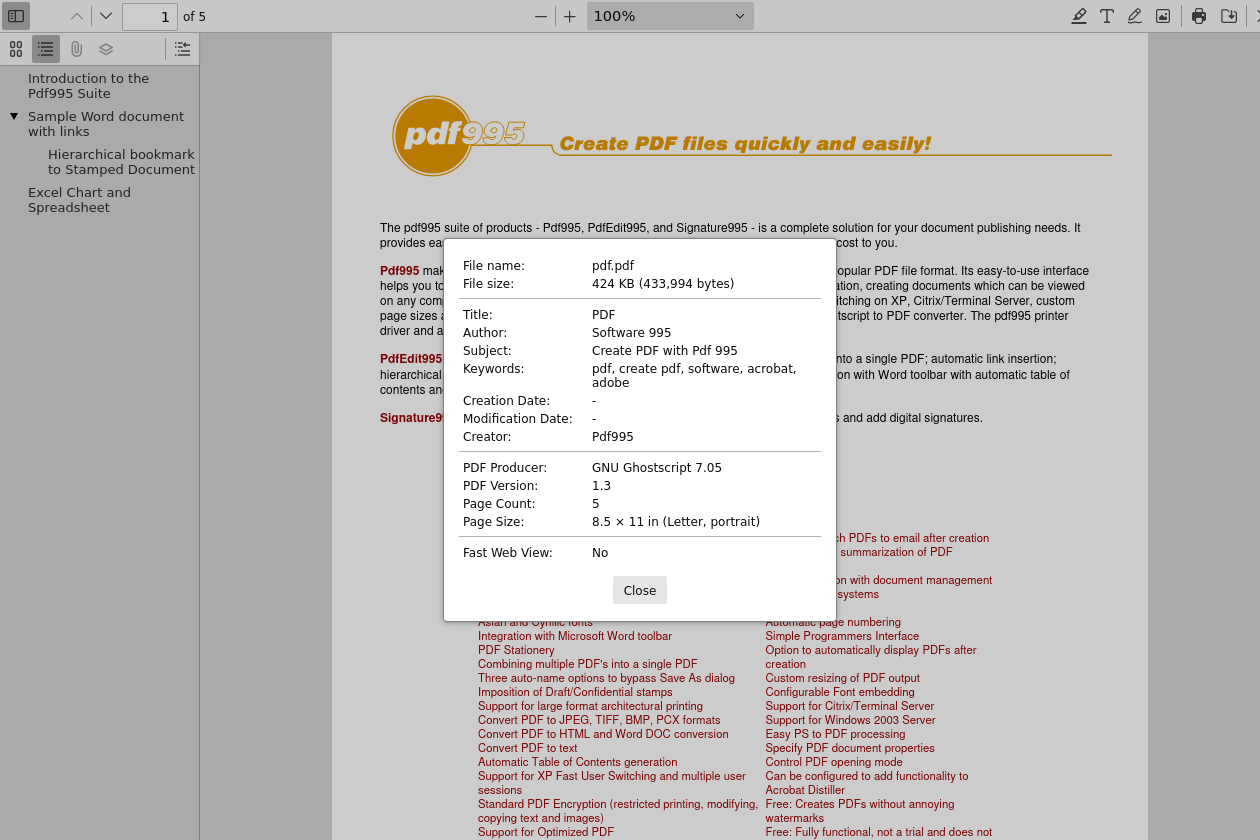 1 of 5
100%
Introduction to the
Pdf995 Suite
Sample Word document
with links
Hierarchical bookmark
to Stamped Document
Excel Chart and
Spreadsheet
pdf995
Create PDF files quickly and easily!
The pdf995 suite of products - Pdf995, PdfEdit995, and Signature995 - is a complete solution for your document publishing needs. It
provides ea cost to you.
Pdf995 mak opular PDF file format. Its easy-to-use interface
helps you to ation, creating documents which can be viewed
on any com itching on XP, Citrix/Terminal Server, custom
page sizes a tscript to PDF converter. The pdf995 printer
driver and a
PdfEdit995 nto a single PDF; automatic link insertion;
hierarchical on with Word toolbar with automatic table of
contents an
Signature99 s and add digital signatures.
File name: pdf.pdf
File size: 424 KB (433,994 bytes)
Title: PDF
Author: Software 995
Subject: Create PDF with Pdf 995
Keywords: pdf, create pdf, software, acrobat,
adobe
Creation Date: -
Modification Date: -
Creator: Pdf995
PDF Producer: GNU Ghostscript 7.05
PDF Version: 1.3
Page Count: 5
Page Size: 8.5 × 11 in (Letter, portrait)
Fast Web View: No
Close
ch PDFs to email after creation
summarization of PDF
on with document management
systems
Asian and Cyrillic fonts
Integration with Microsoft Word toolbar
PDF Stationery
Combining multiple PDF's into a single PDF
Three auto-name options to bypass Save As dialog
Imposition of Draft/Confidential stamps
Support for large format architectural printing
Convert PDF to JPEG, TIFF, BMP, PCX formats
Convert PDF to HTML and Word DOC conversion
Convert PDF to text
Automatic Table of Contents generation
Support for XP Fast User Switching and multiple user
sessions
Standard PDF Encryption (restricted printing, modifying,
copying text and images)
Support for Optimized PDF
Automatic page numbering
Simple Programmers Interface
Option to automatically display PDFs after
creation
Custom resizing of PDF output
Configurable Font embedding
Support for Citrix/Terminal Server
Support for Windows 2003 Server
Easy PS to PDF processing
Specify PDF document properties
Control PDF opening mode
Can be configured to add functionality to
Acrobat Distiller
Free: Creates PDFs without annoying
watermarks
Free: Fully functional, not a trial and does not